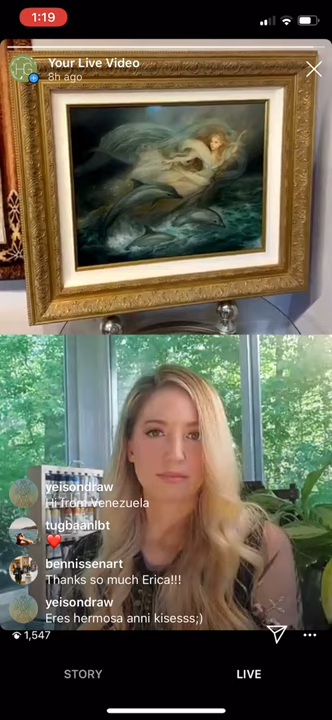 1:19
HG
Your Live Video
8h ago
yeisondraw
Hi from Venezuela
tugbaanlbt
❤️
bennissenart
Thanks so much Erica!!!
yeisondraw
Eres hermosa anni kisesss;)
1,547
STORY
LIVE